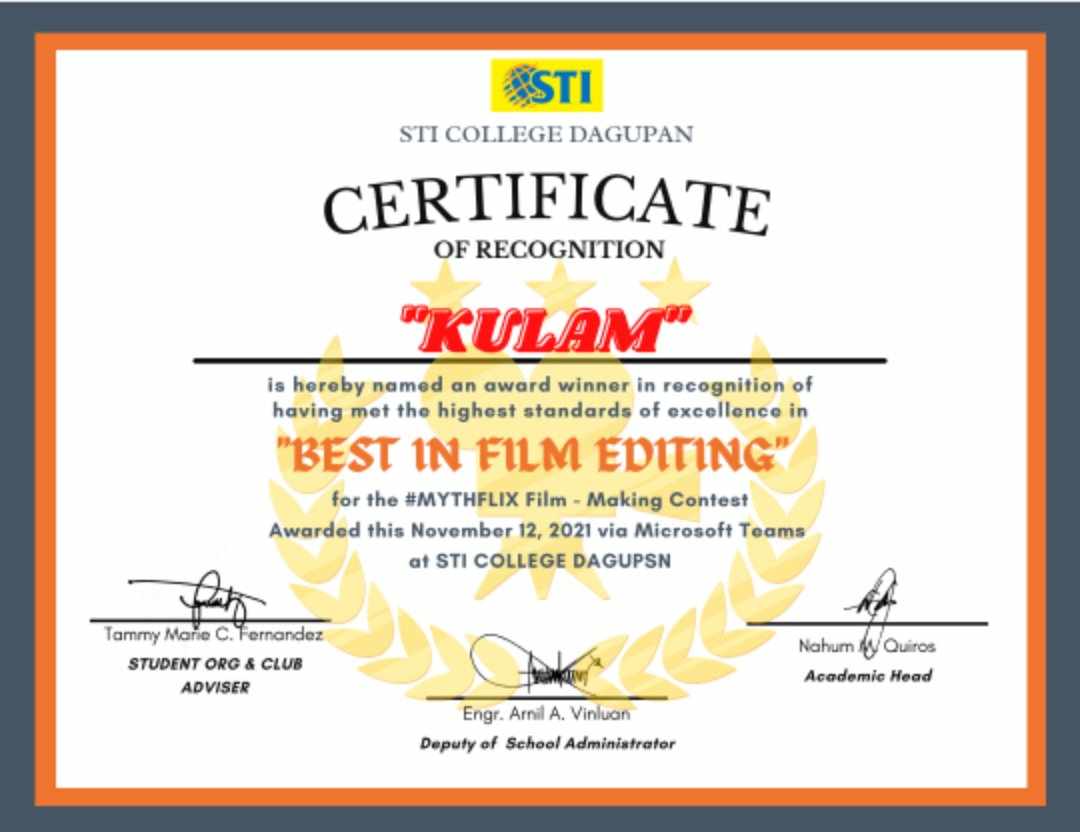 STI
STI COLLEGE DAGUPAN
CERTIFICATE
OF RECOGNITION
"KULAM"
is hereby named an award winner in recognition of
having met the highest standards of excellence in
"BEST IN FILM EDITING"
for the #MYTHFLIX Film - Making Contest
Awarded this November 12, 2021 via Microsoft Teams
at STI COLLEGE DAGUPSN
Tammy Marie C. Fernandez
STUDENT ORG & CLUB
ADVISER
Nahum M. Quiros
Academic Head
Engr. Arnil A. Vinluan
Deputy of School Administrator